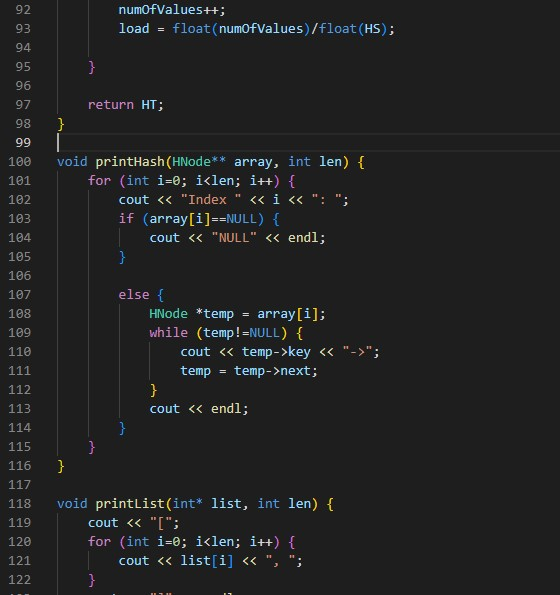 92 numOfValues++;
93 load = float(numOfValues)/float(HS);
94
95 }
96
97 return HT;
98 }
99
100 void printHash(HNode** array, int len) {
101 for (int i=0; i<len; i++) {
102 cout << "Index " << i << ": ";
103 if (array[i]==NULL) {
104 cout << "NULL" << endl;
105 }
106
107 else {
108 HNode *temp = array[i];
109 while (temp!=NULL) {
110 cout << temp->key << "->";
111 temp = temp->next;
112 }
113 cout << endl;
114 }
115 }
116 }
117
118 void printList(int* list, int len) {
119 cout << "[";
120 for (int i=0; i<len; i++) {
121 cout << list[i] << ", ";
122 }